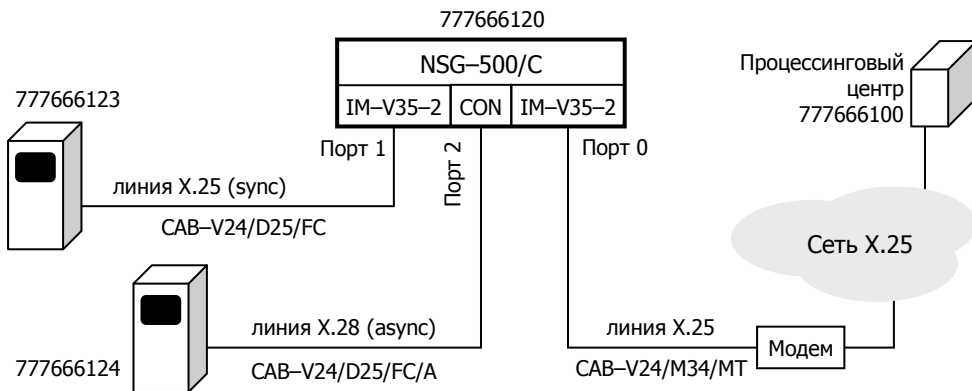 777666120
NSG–500/C
IM–V35–2
CON
IM–V35–2
Процессинговый
центр
777666100
777666123
Порт 1
Порт 2
Порт 0
линия X.25 (sync)
CAB–V24/D25/FC
Сеть X.25
линия X.28 (async)
CAB–V24/D25/FC/A
линия X.25
CAB–V24/M34/MT
Модем
777666124